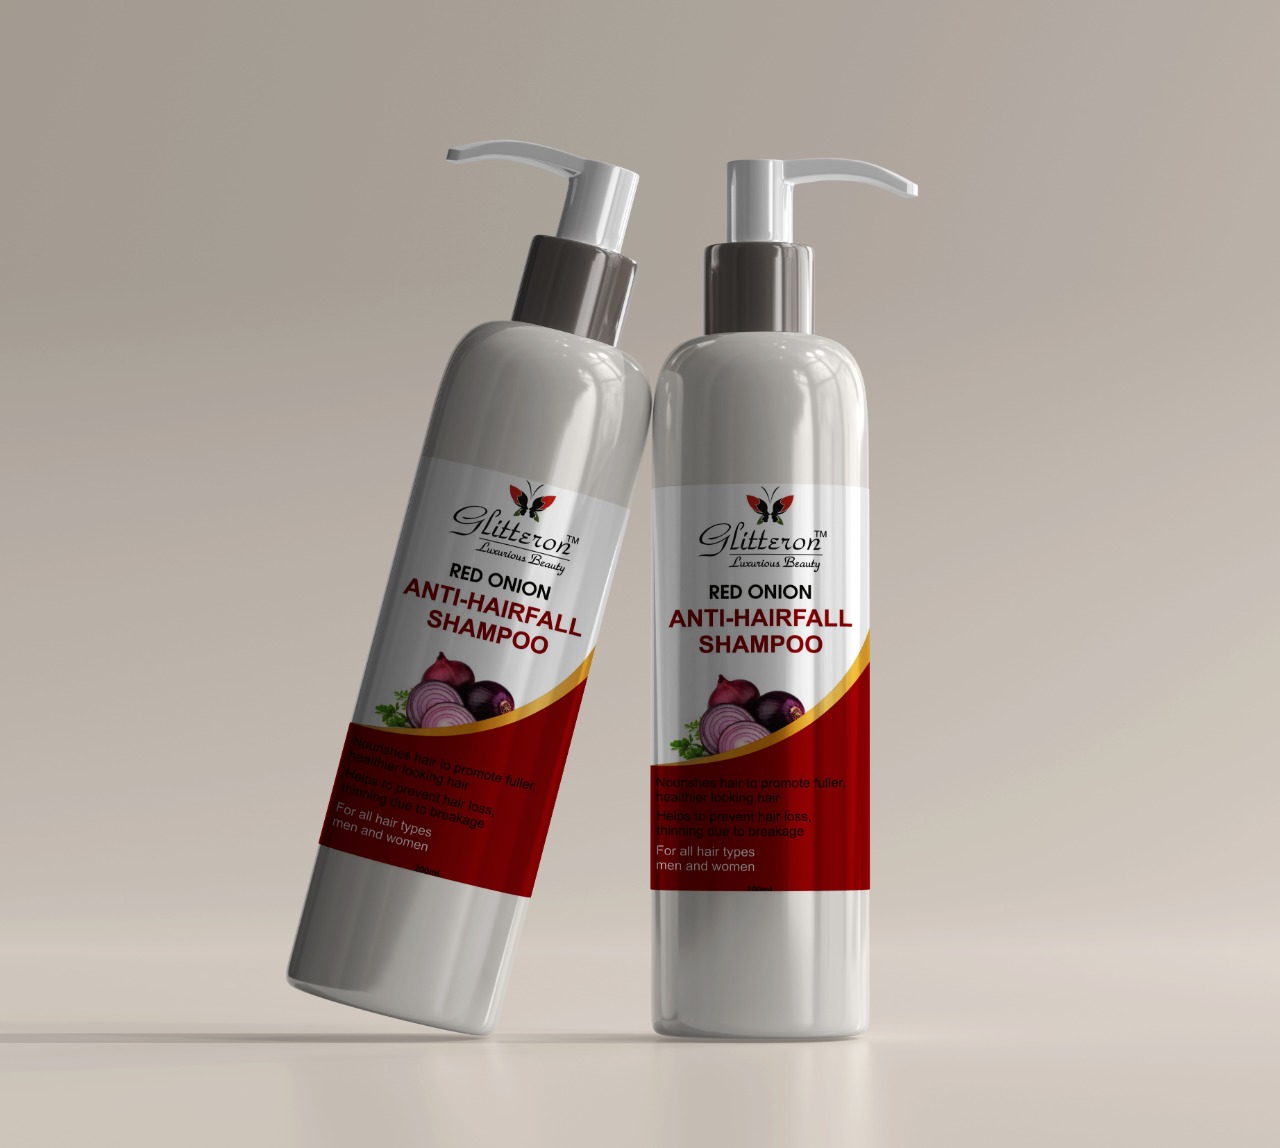 Glitteron™
Luxurious Beauty
RED ONION
ANTI-HAIRFALL
SHAMPOO
Nourishes hair to promote fuller,
healthier looking hair
Helps to prevent hair loss,
thinning due to breakage
For all hair types
men and women
Glitteron™
Luxurious Beauty
RED ONION
ANTI-HAIRFALL
SHAMPOO
Nourishes hair to promote fuller,
healthier looking hair
Helps to prevent hair loss,
thinning due to breakage
For all hair types
men and women